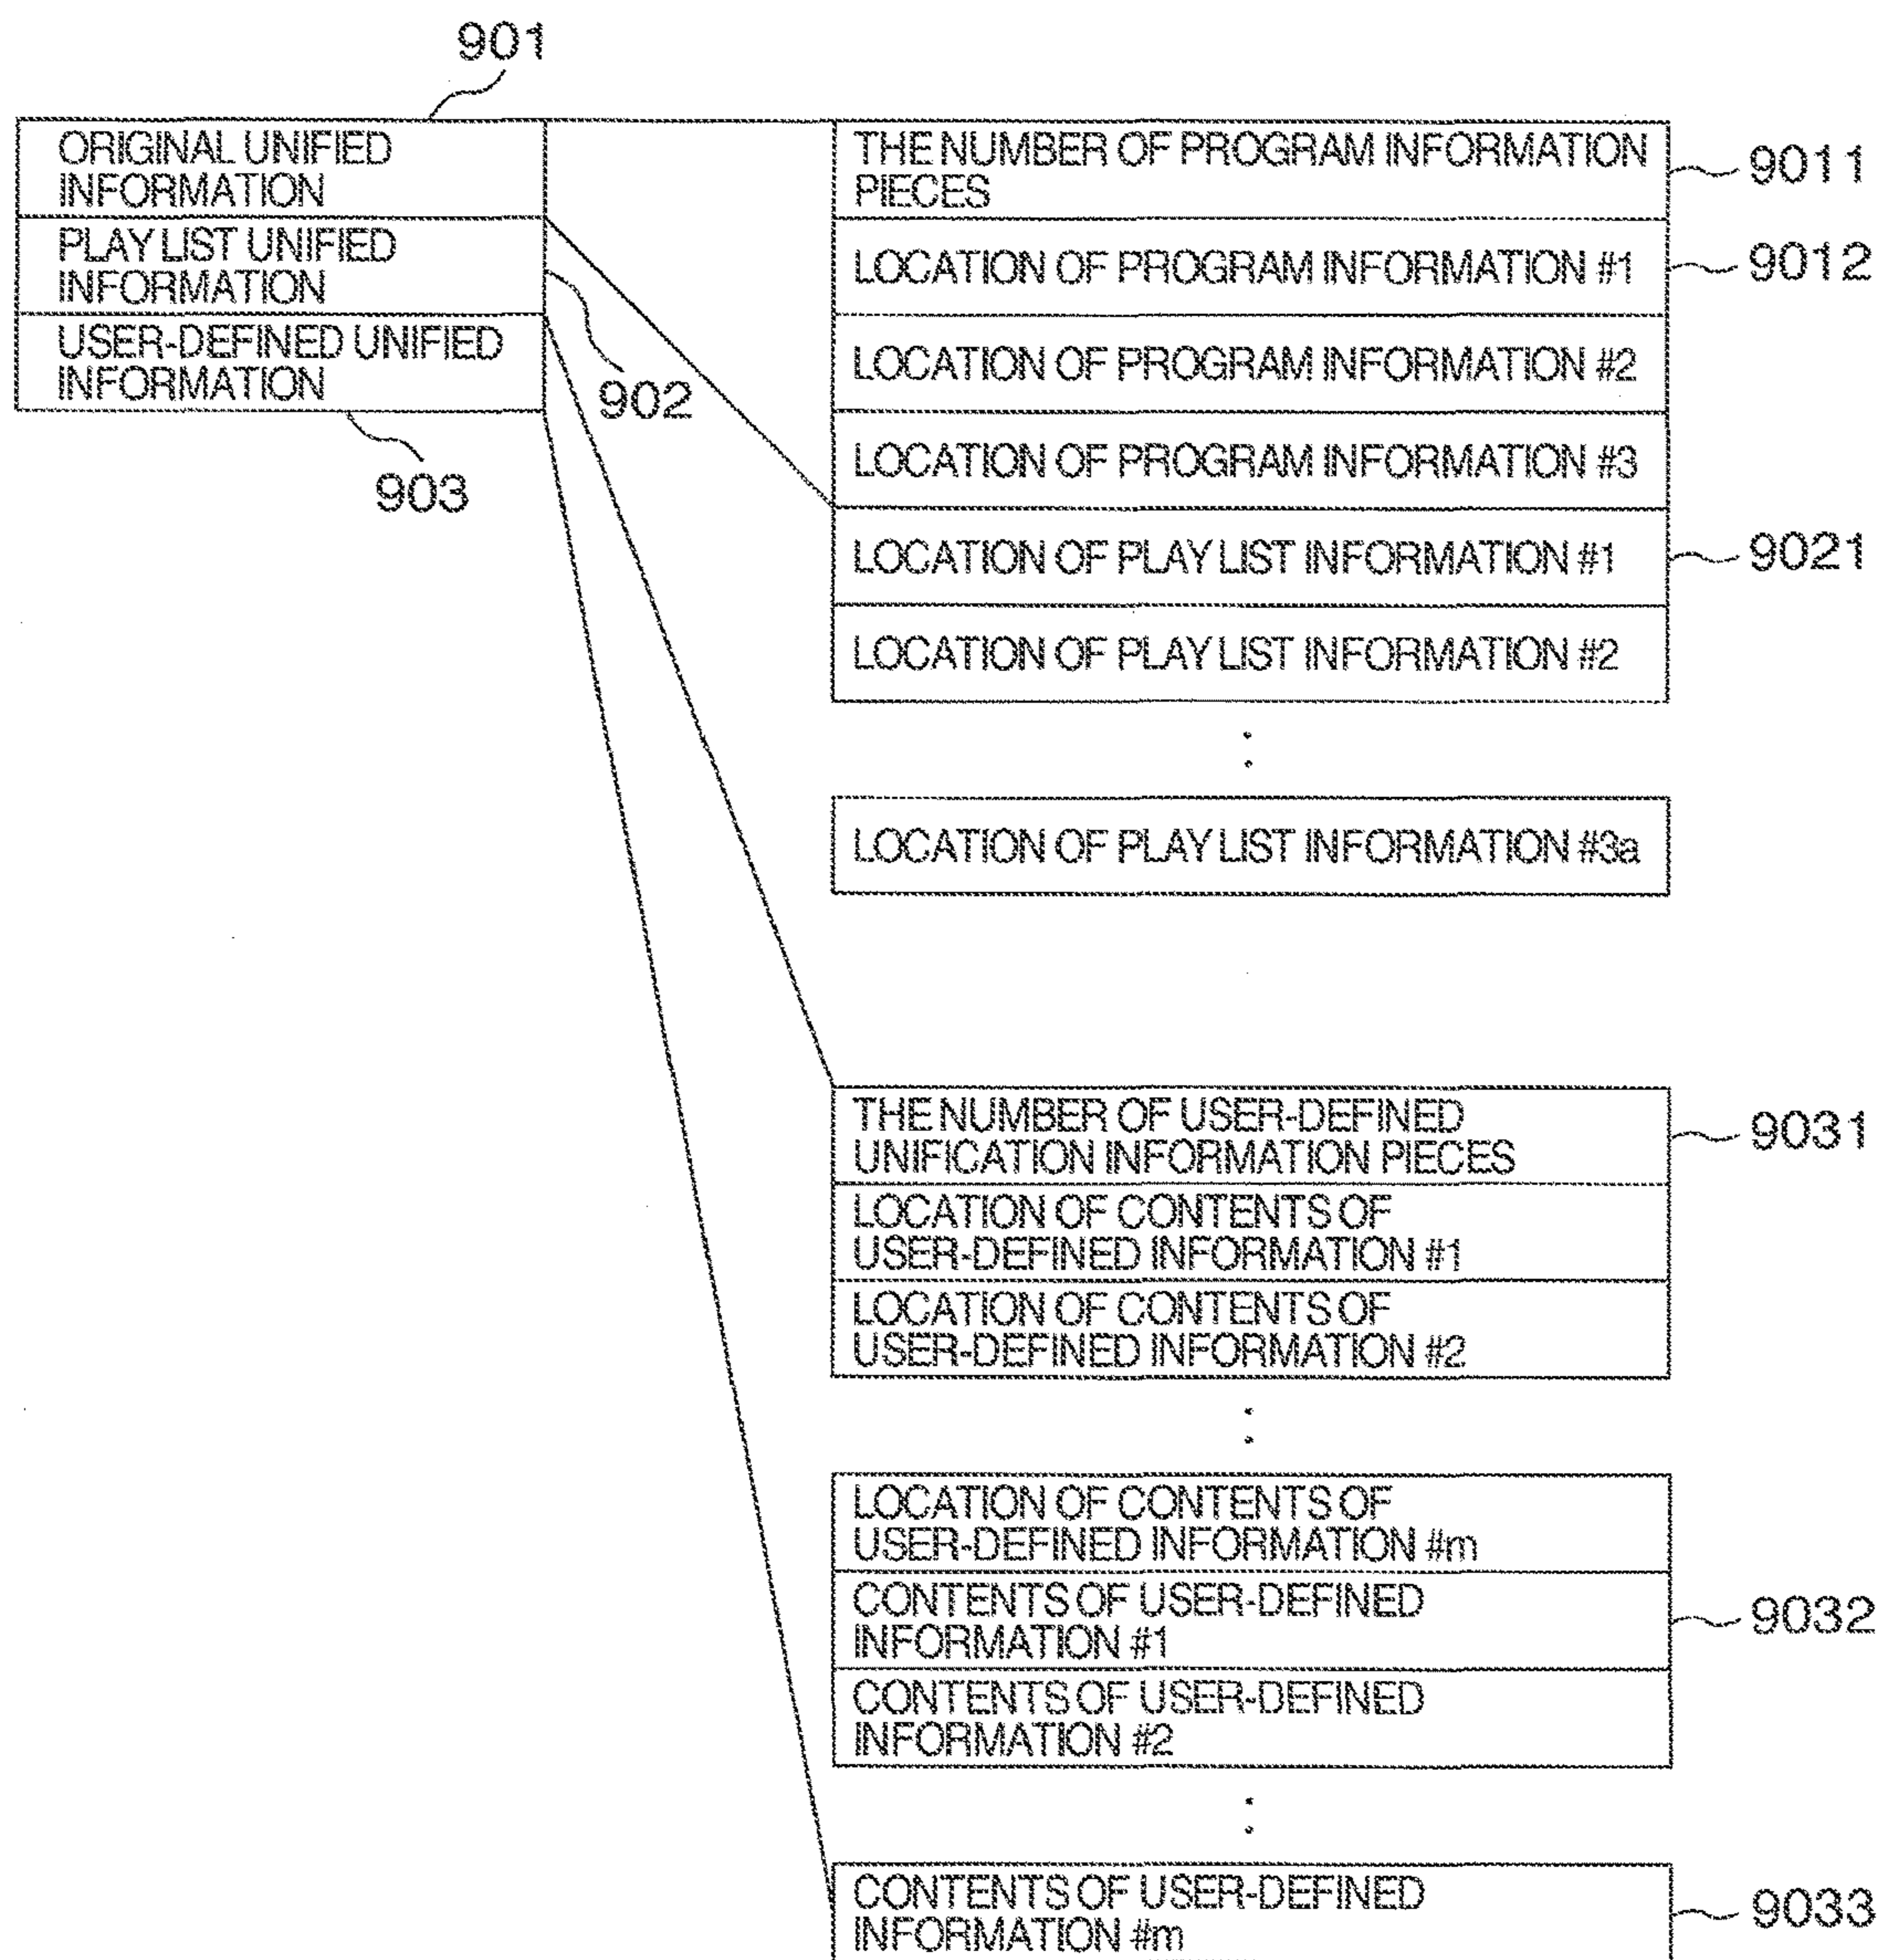 901
ORIGINAL UNIFIED
INFORMATION
PLAY LIST UNIFIED
INFORMATION
USER-DEFINED UNIFIED
INFORMATION
902
903
THE NUMBER OF PROGRAM INFORMATION
PIECES
9011
LOCATION OF PROGRAM INFORMATION #1
9012
LOCATION OF PROGRAM INFORMATION #2
LOCATION OF PROGRAM INFORMATION #3
LOCATION OF PLAY LIST INFORMATION #1
9021
LOCATION OF PLAY LIST INFORMATION #2
LOCATION OF PLAY LIST INFORMATION #3a
THE NUMBER OF USER-DEFINED
UNIFICATION INFORMATION PIECES
9031
LOCATION OF CONTENTS OF
USER-DEFINED INFORMATION #1
LOCATION OF CONTENTS OF
USER-DEFINED INFORMATION #2
LOCATION OF CONTENTS OF
USER-DEFINED INFORMATION #m
CONTENTS OF USER-DEFINED
INFORMATION #1
9032
CONTENTS OF USER-DEFINED
INFORMATION #2
CONTENTS OF USER-DEFINED
INFORMATION #m
9033